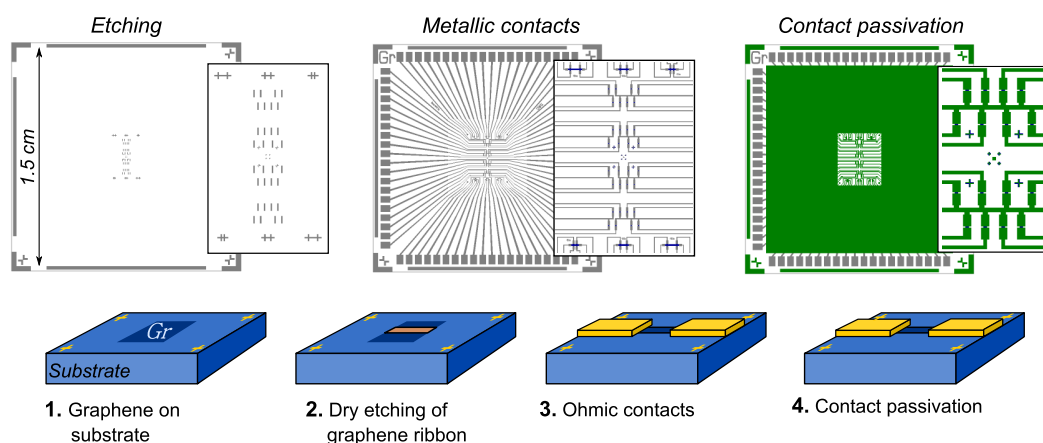 Etching
Metallic contacts
Contact passivation
1.5 cm
Gr
Gr
Gr
Substrate
1. Graphene on
substrate
2. Dry etching of
graphene ribbon
3. Ohmic contacts
4. Contact passivation